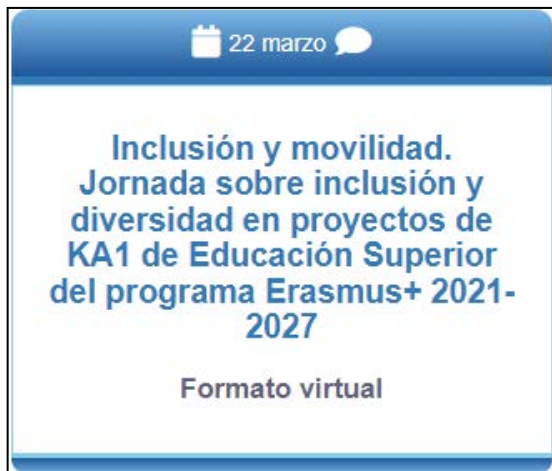 22 marzo
Inclusión y movilidad.
Jornada sobre inclusión y
diversidad en proyectos de
KA1 de Educación Superior
del programa Erasmus+ 2021-
2027
Formato virtual